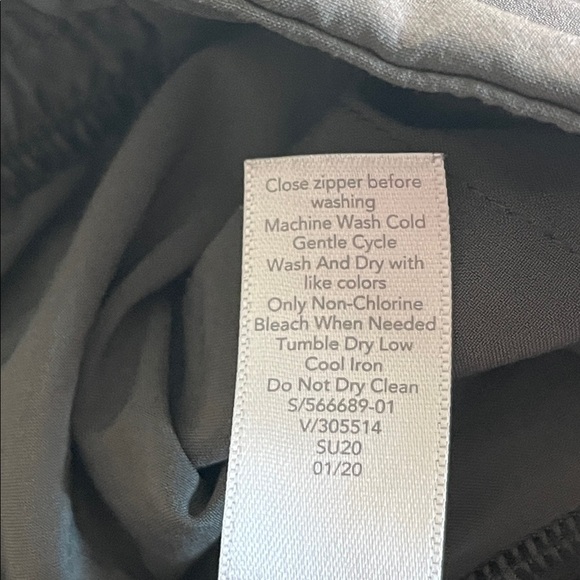 Close zipper before
washing
Machine Wash Cold
Gentle Cycle
Wash And Dry with
like colors
Only Non-Chlorine
Bleach When Needed
Tumble Dry Low
Cool Iron
Do Not Dry Clean
S/566689-01
V/305514
SU20
01/20